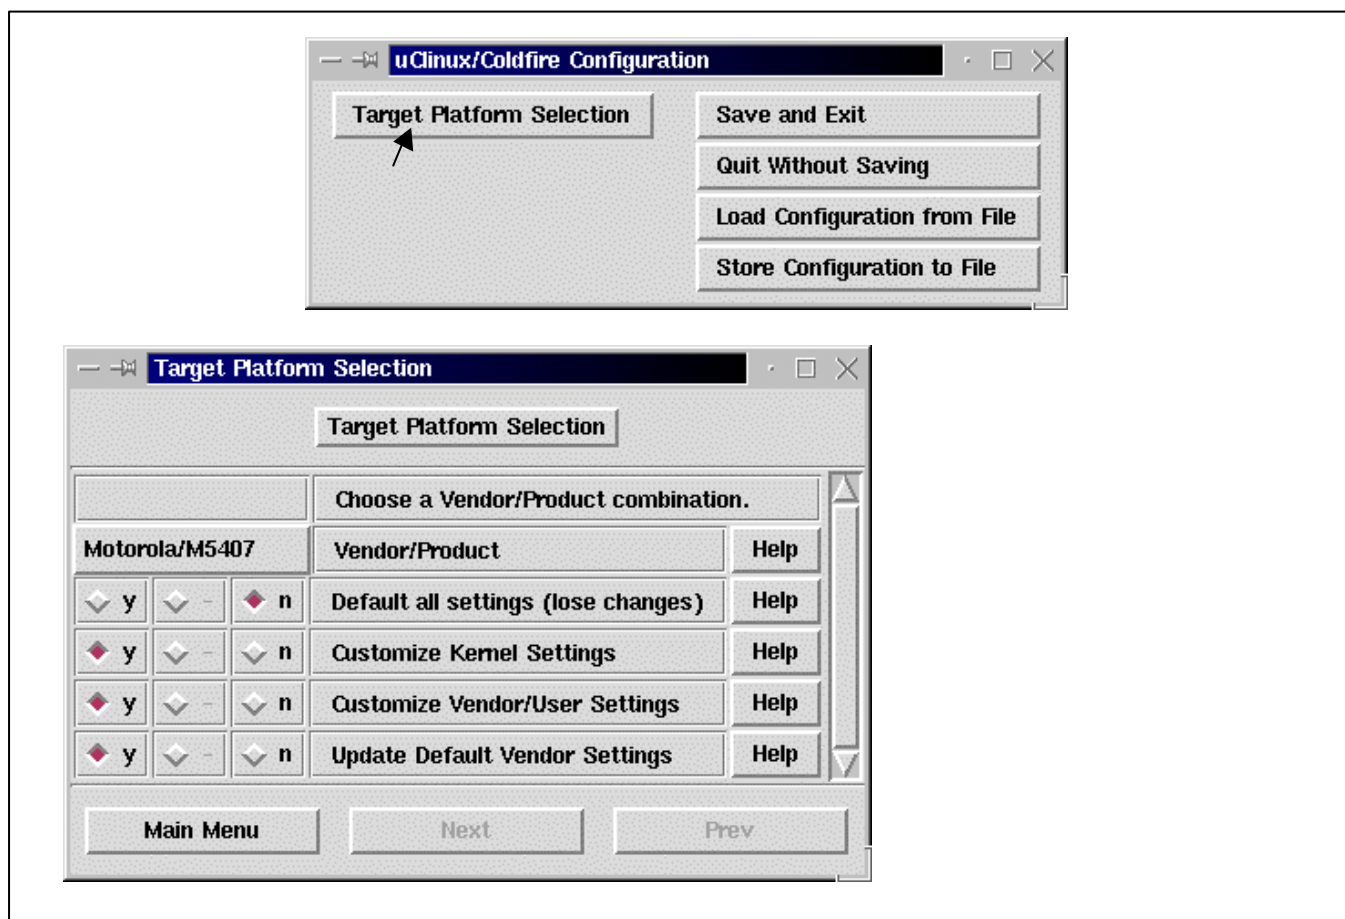 uClinux/Coldfire Configuration
Target Platform Selection
Save and Exit
Quit Without Saving
Load Configuration from File
Store Configuration to File
Target Platform Selection
Target Platform Selection
Choose a Vendor/Product combination.
Motorola/M5407 Vendor/Product Help
y - n Default all settings (lose changes) Help
y - n Customize Kernel Settings Help
y - n Customize Vendor/User Settings Help
y - n Update Default Vendor Settings Help
Main Menu Next Prev